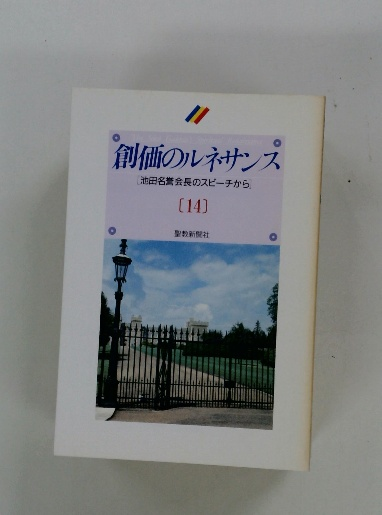 創価のルネサンス
[池田名誉会長のスピーチから]
〔14〕
聖教新聞社